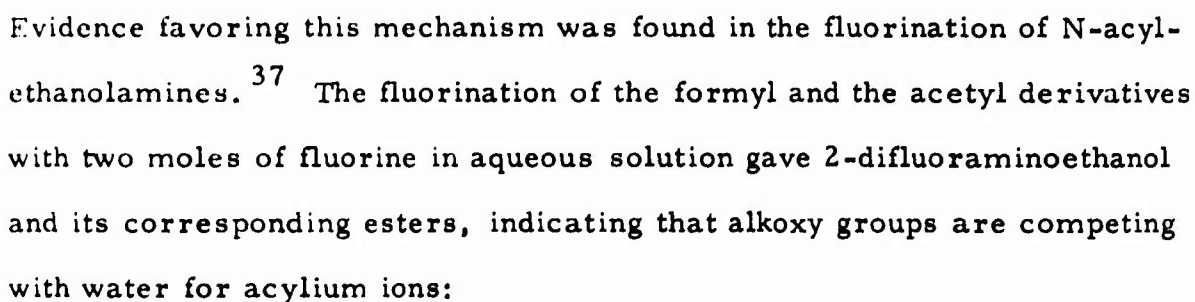 Evidence favoring this mechanism was found in the fluorination of N-acyl-
ethanolamines.37 The fluorination of the formyl and the acetyl derivatives
with two moles of fluorine in aqueous solution gave 2-difluoraminoethanol
and its corresponding esters, indicating that alkoxy groups are competing
with water for acylium ions: